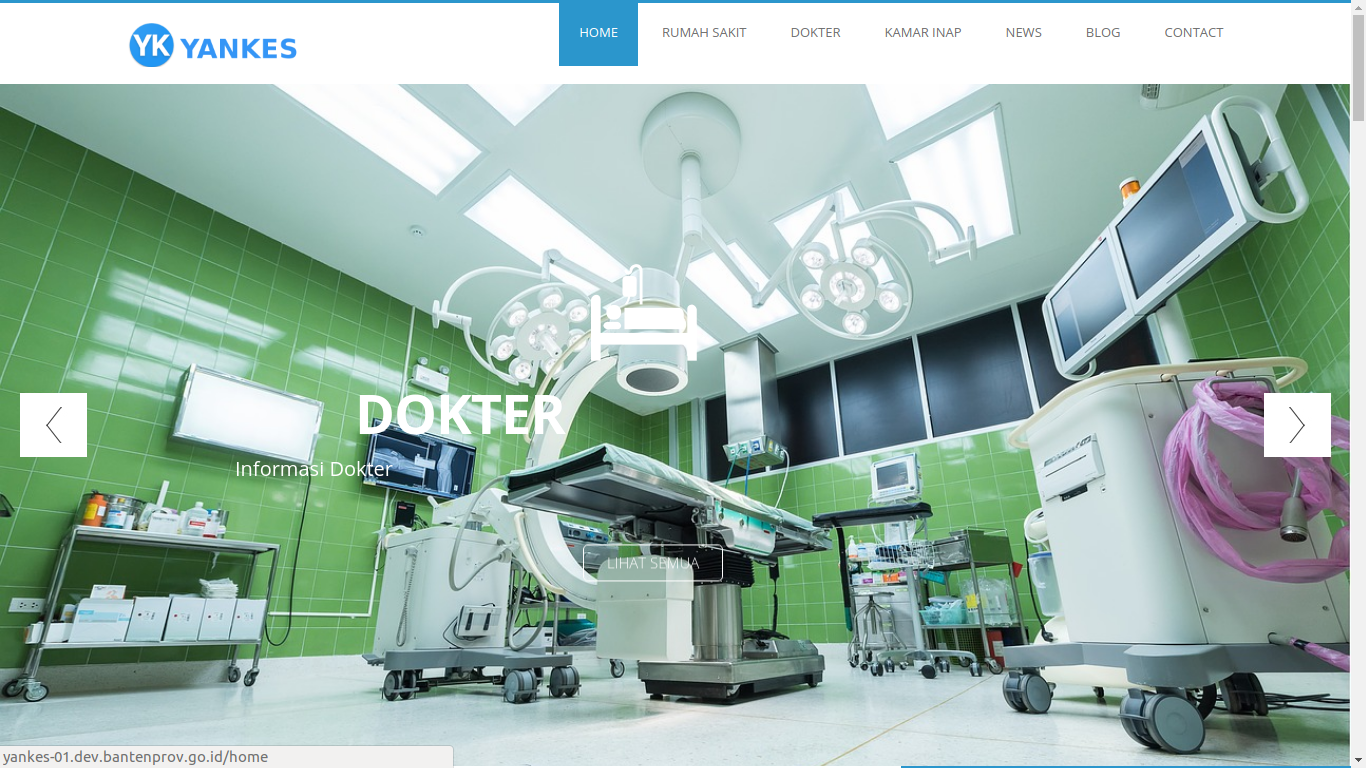 YK YANKES
HOME RUMAH SAKIT DOKTER KAMAR INAP NEWS BLOG CONTACT
DOKTER
Informasi Dokter
LIHAT SEMUA
yankes-01.dev.bantenprov.go.id/home